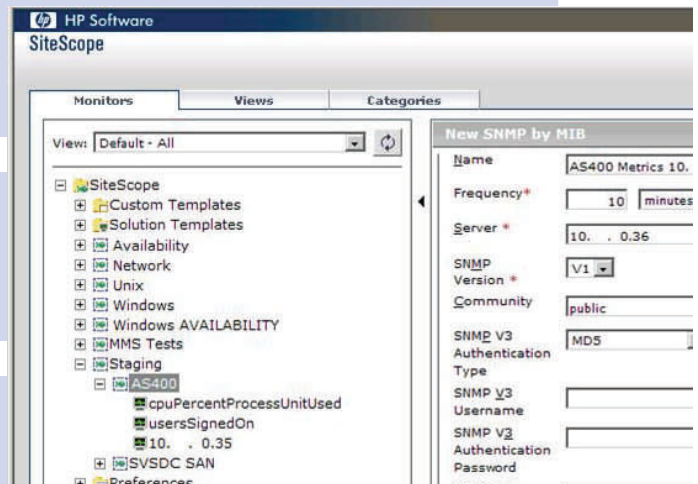 hp HP Software
SiteScope
Monitors Views Categories
View: Default - All
SiteScope
Custom Templates
Solution Templates
Availability
Network
Unix
Windows
Windows AVAILABILITY
MMS Tests
Staging
AS400
cpuPercentProcessUnitUsed
usersSignedOn
10. . 0.35
SVSDC SAN
Preferences
New SNMP by MIB
Name AS400 Metrics 10.
Frequency* 10 minutes
Server * 10. . 0.36
SNMP
Version * V1
Community public
SNMP V3
Authentication
Type MD5
SNMP V3
Username
SNMP V3
Authentication
Password